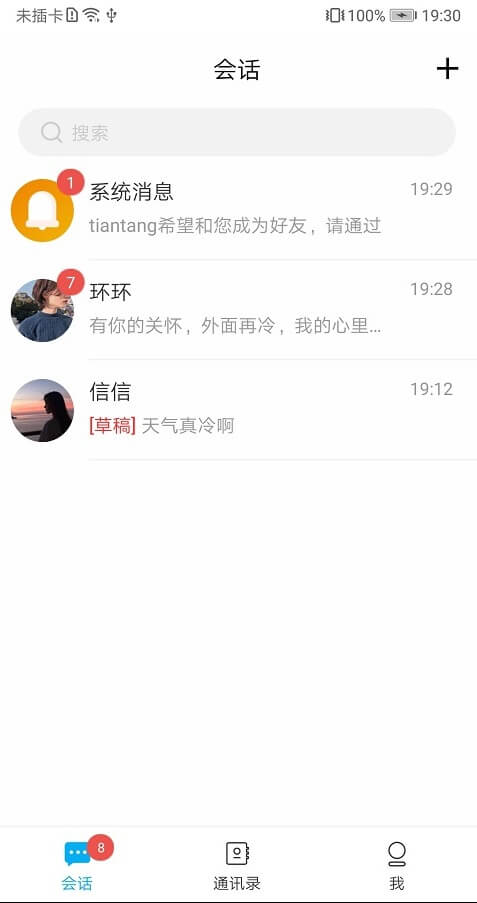 未插卡 100% 19:30
会话
搜索
1
系统消息 19:29
tiantang希望和您成为好友，请通过
7
环环 19:28
有你的关怀，外面再冷，我的心里...
信信 19:12
[草稿] 天气真冷啊
8
会话 通讯录 我